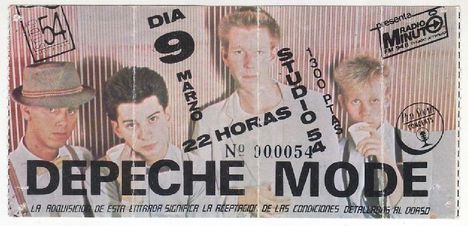 54
DIA
9
MARZO
22 HORAS
STUDIO 54
1300 PTAS.
presenta
RADIO
MINUTO
Nº 000054
DEPECHE MODE
LA ADQUISICION DE ESTA ENTRADA SIGNIFICA LA ACEPTACION DE LAS CONDICIONES DETALLADAS AL DORSO